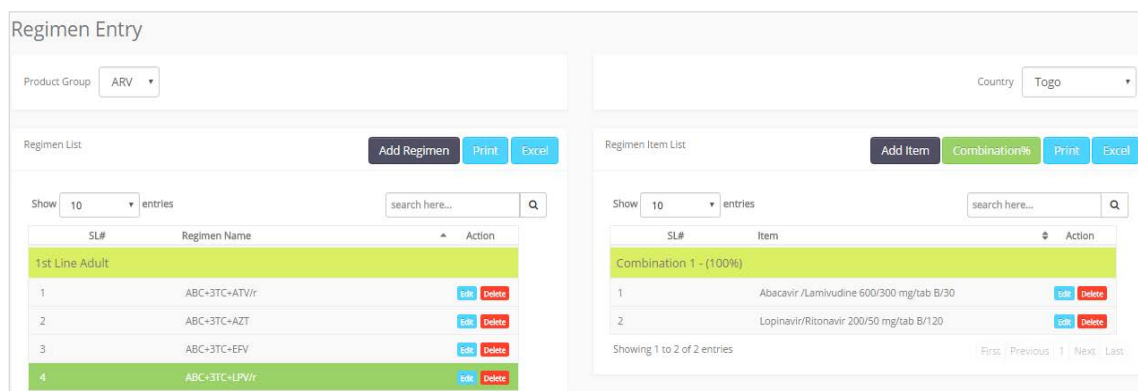 Regimen Entry
Product Group ARV
Country Togo
Regimen List Add Regimen Print Excel
Show 10 entries search here...
SL# Regimen Name Action
1st Line Adult
1 ABC+3TC+ATV/r Edit Delete
2 ABC+3TC+AZT Edit Delete
3 ABC+3TC+EFV Edit Delete
4 ABC+3TC+LPV/r Edit Delete
Regimen Item List Add Item Combination% Print Excel
Show 10 entries search here...
SL# Item Action
Combination 1 - (100%)
1 Abacavir /Lamivudine 600/300 mg/tab B/30 Edit Delete
2 Lopinavir/Ritonavir 200/50 mg/tab B/120 Edit Delete
Showing 1 to 2 of 2 entries First Previous 1 Next Last